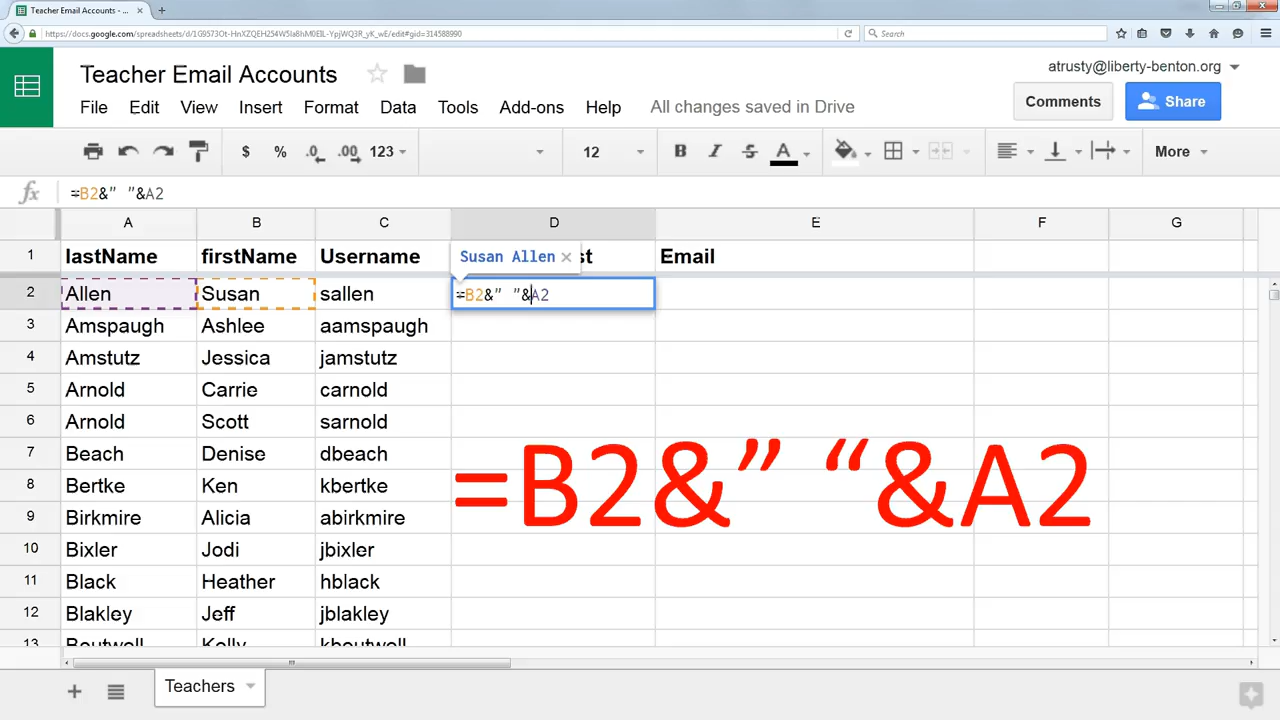 Teacher Email Accounts - ...
https://docs.google.com/spreadsheets/d/1G9573Ot-HnXZQEH254W5Ia8hM0EIL-YpjWQ3R_yK_wE/edit#gid=314588990
Search
Teacher Email Accounts
atrusty@liberty-benton.org
File Edit View Insert Format Data Tools Add-ons Help All changes saved in Drive
Comments Share
$ % .0 .00 123 12 B I S A More
fx =B2&” ”&A2
A B C D E F G
1 lastName firstName Username st Email
Susan Allen ×
2 Allen Susan sallen =B2&” ”&A2
3 Amspaugh Ashlee aamspaugh
4 Amstutz Jessica jamstutz
5 Arnold Carrie carnold
6 Arnold Scott sarnold
7 Beach Denise dbeach
8 Bertke Ken kbertke
=B2&” “&A2
9 Birkmire Alicia abirkmire
10 Bixler Jodi jbixler
11 Black Heather hblack
12 Blakley Jeff jblakley
13 Boutwell Kelly kboutwell
Teachers